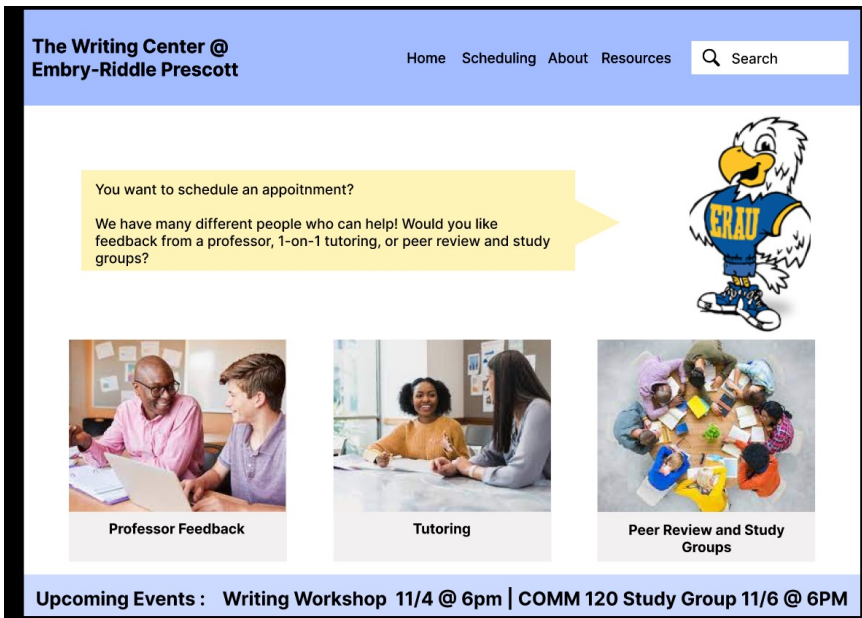 The Writing Center @
Embry-Riddle Prescott
Home Scheduling About Resources Search
You want to schedule an appoitnment?
We have many different people who can help! Would you like
feedback from a professor, 1-on-1 tutoring, or peer review and study
groups?
ERAU
Professor Feedback
Tutoring
Peer Review and Study
Groups
Upcoming Events : Writing Workshop 11/4 @ 6pm | COMM 120 Study Group 11/6 @ 6PM